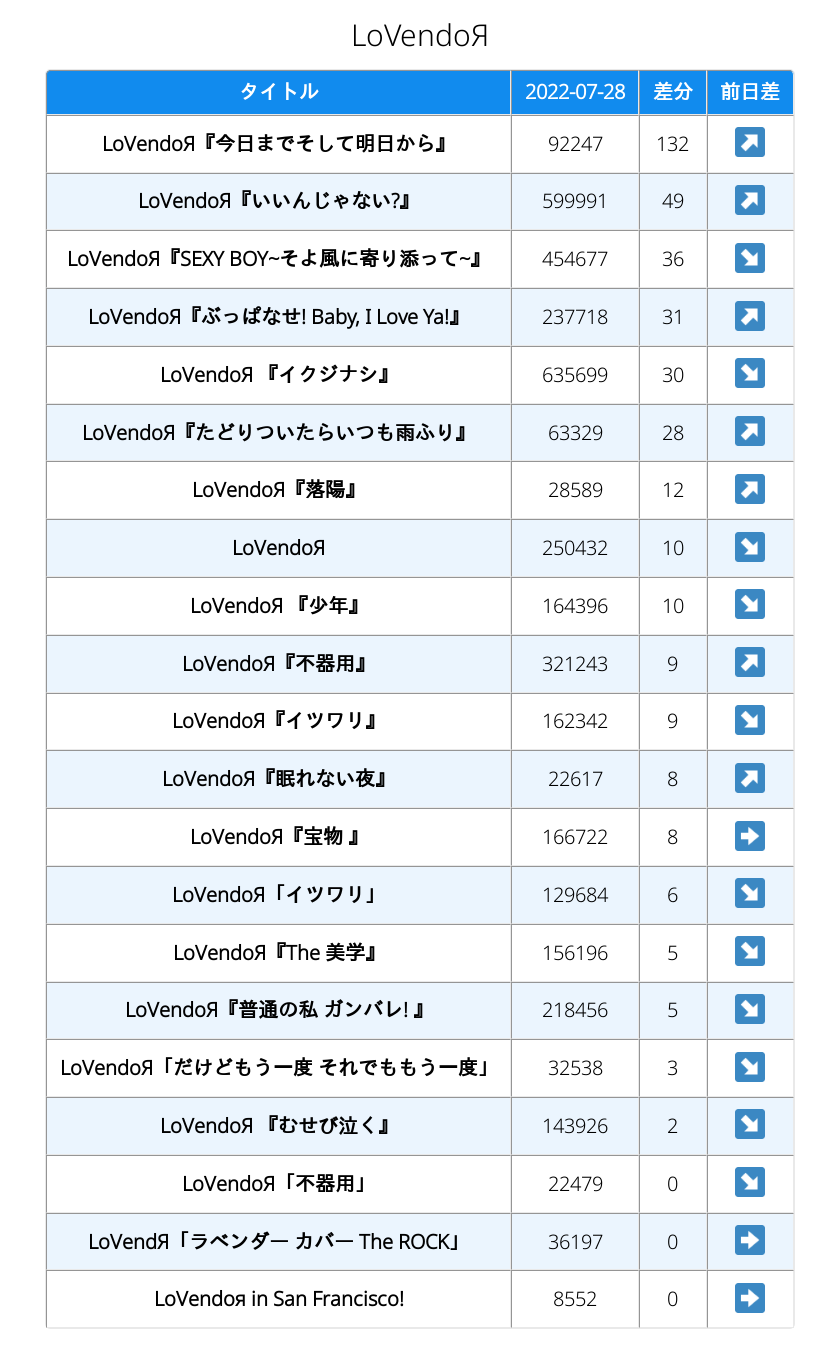 LoVendoЯ
タイトル 2022-07-28 差分 前日差
LoVendoЯ『今日までそして明日から』 92247 132
LoVendoЯ『いいんじゃない?』 599991 49
LoVendoЯ『SEXY BOY~そよ風に寄り添って~』 454677 36
LoVendoЯ『ぶっぱなせ! Baby, I Love Ya!』 237718 31
LoVendoЯ 『イクジナシ』 635699 30
LoVendoЯ『たどりついたらいつも雨ふり』 63329 28
LoVendoЯ『落陽』 28589 12
LoVendoЯ 250432 10
LoVendoЯ 『少年』 164396 10
LoVendoЯ『不器用』 321243 9
LoVendoЯ『イツワリ』 162342 9
LoVendoЯ『眠れない夜』 22617 8
LoVendoЯ『宝物 』 166722 8
LoVendoЯ「イツワリ」 129684 6
LoVendoЯ『The 美学』 156196 5
LoVendoЯ『普通の私 ガンバレ! 』 218456 5
LoVendoЯ「だけどもう一度 それでももう一度」 32538 3
LoVendoЯ 『むせび泣く』 143926 2
LoVendoЯ「不器用」 22479 0
LoVendЯ「ラベンダー カバー The ROCK」 36197 0
LoVendoя in San Francisco! 8552 0